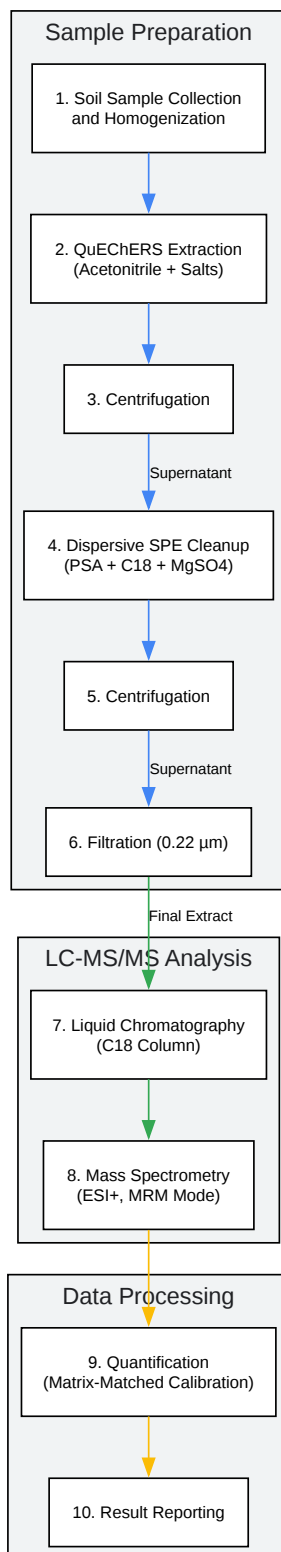 Sample Preparation
1. Soil Sample Collection
and Homogenization
2. QuEChERS Extraction
(Acetonitrile + Salts)
3. Centrifugation
Supernatant
4. Dispersive SPE Cleanup
(PSA + C18 + MgSO4)
5. Centrifugation
Supernatant
6. Filtration (0.22 µm)
Final Extract
LC-MS/MS Analysis
7. Liquid Chromatography
(C18 Column)
8. Mass Spectrometry
(ESI+, MRM Mode)
Data Processing
9. Quantification
(Matrix-Matched Calibration)
10. Result Reporting